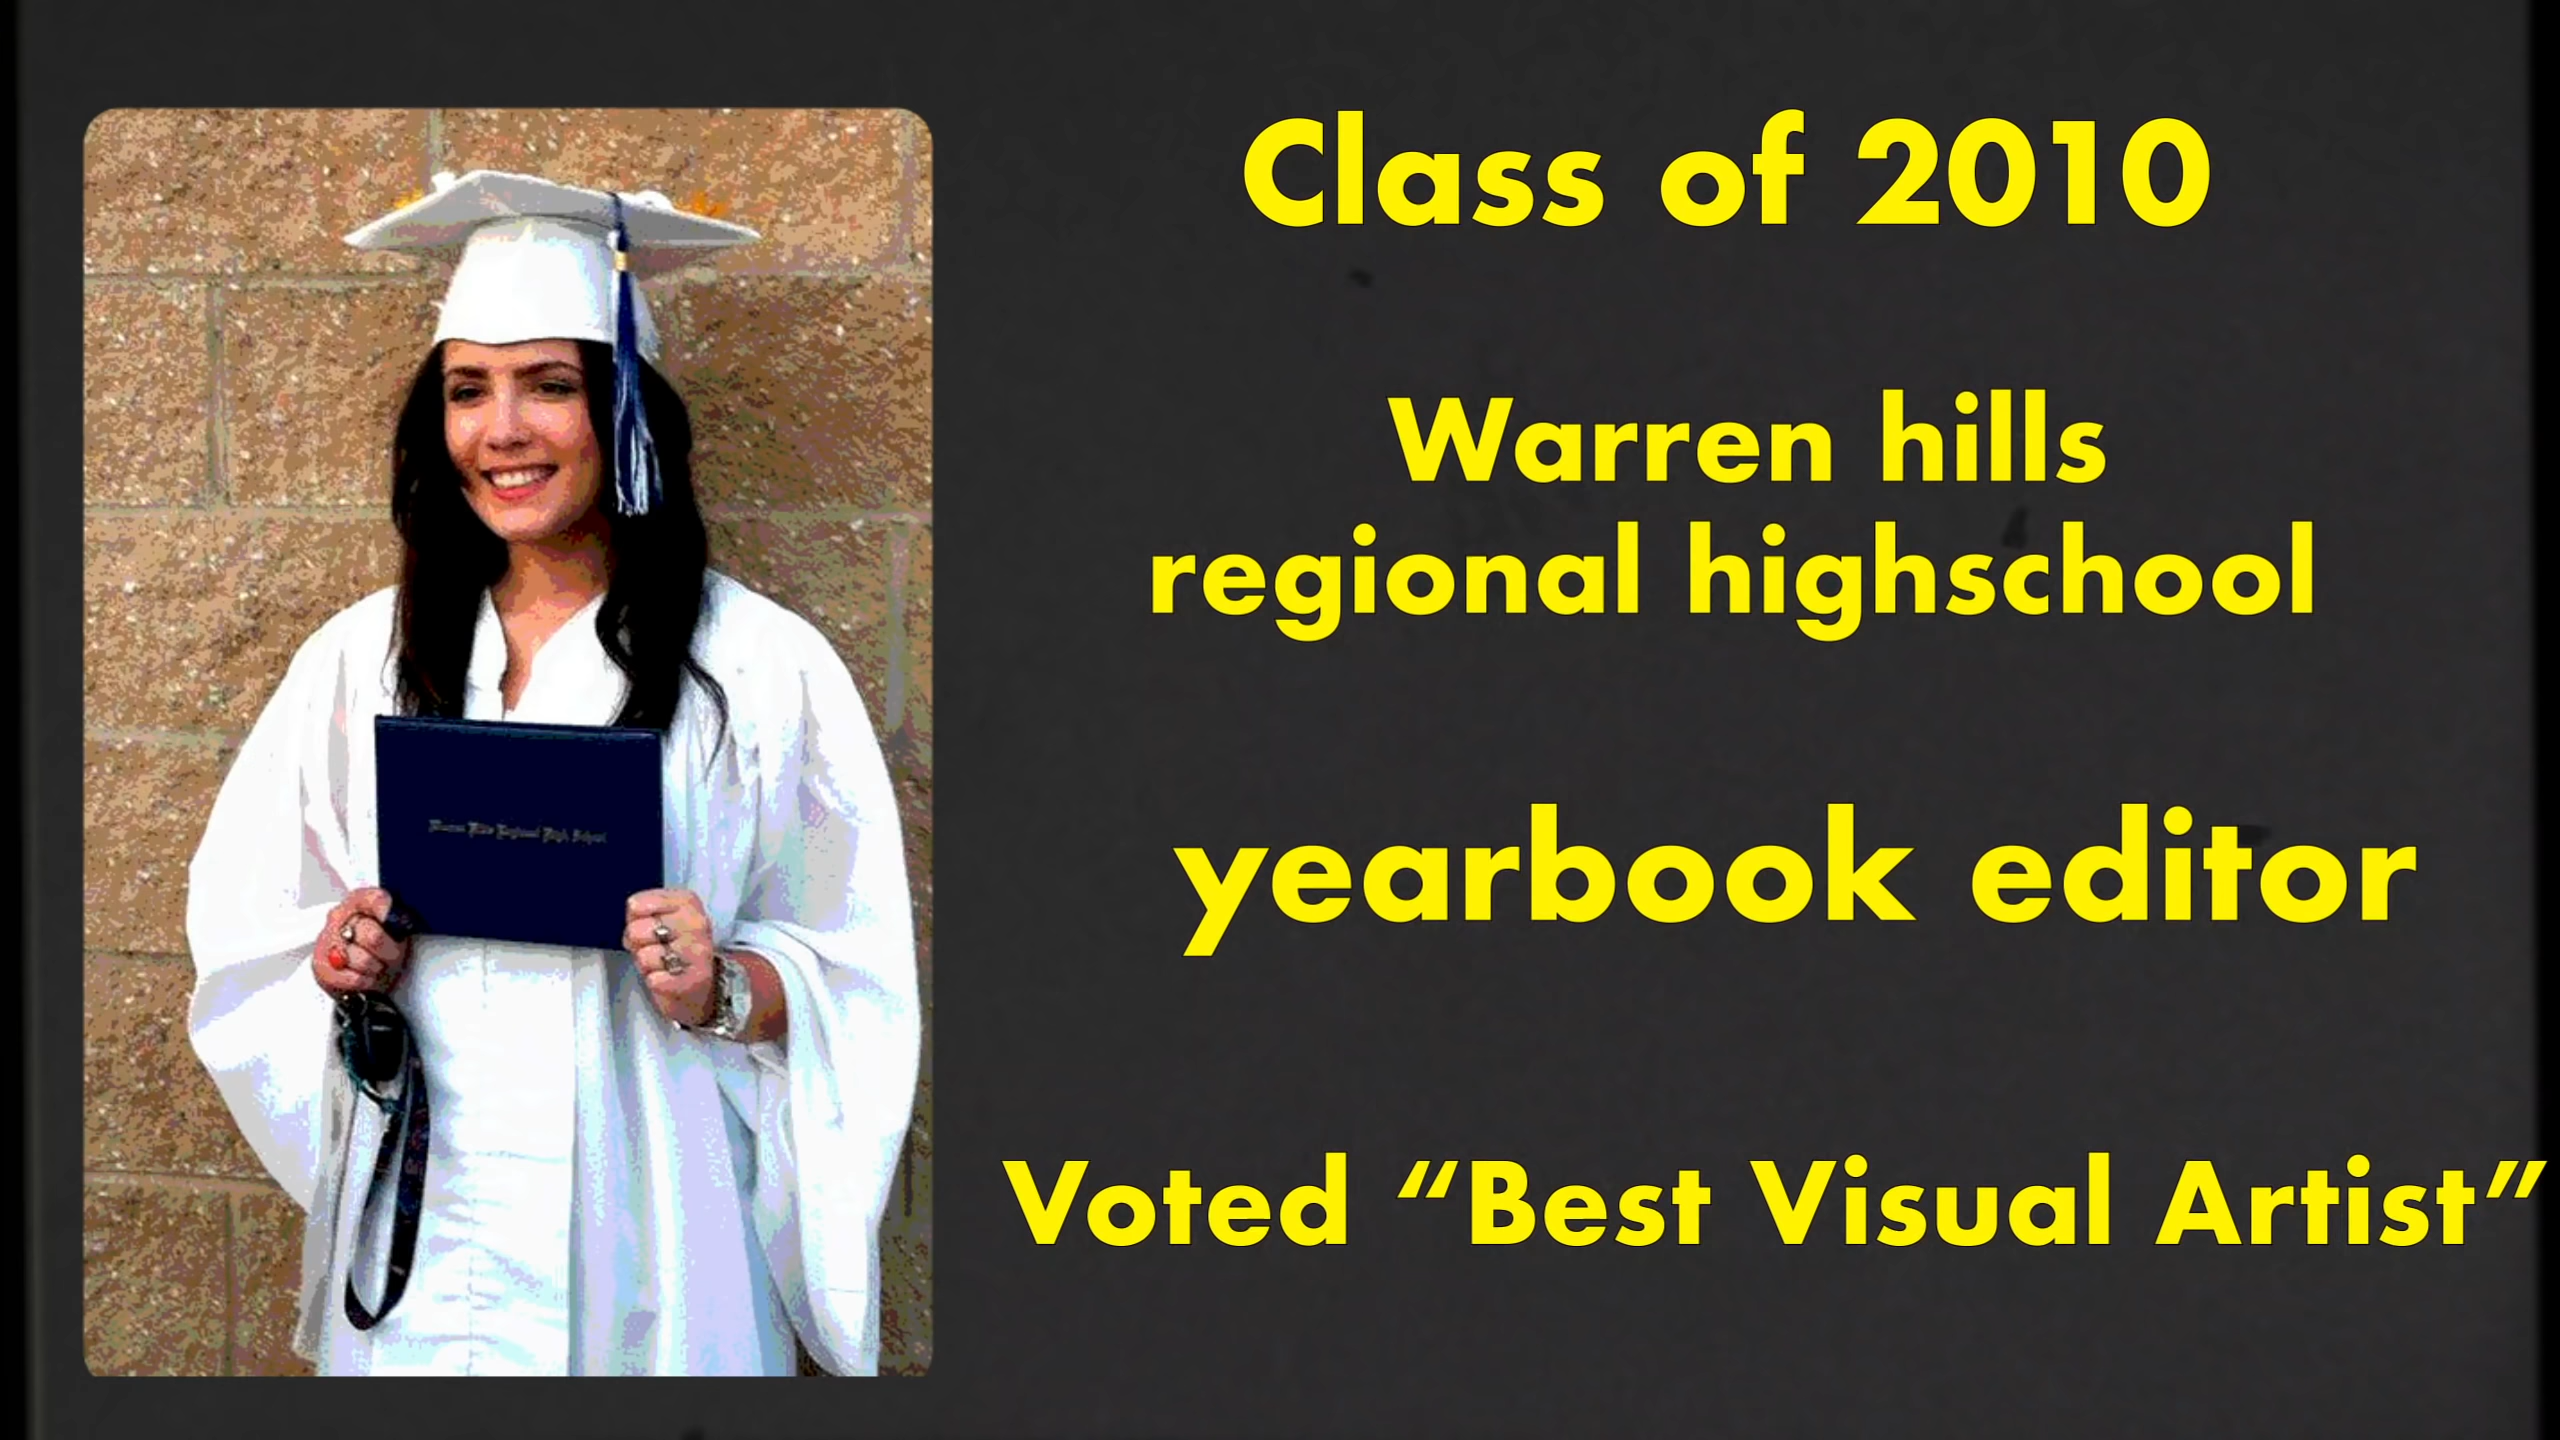 Class of 2010
Warren hills
regional highschool
yearbook editor
Voted “Best Visual Artist”